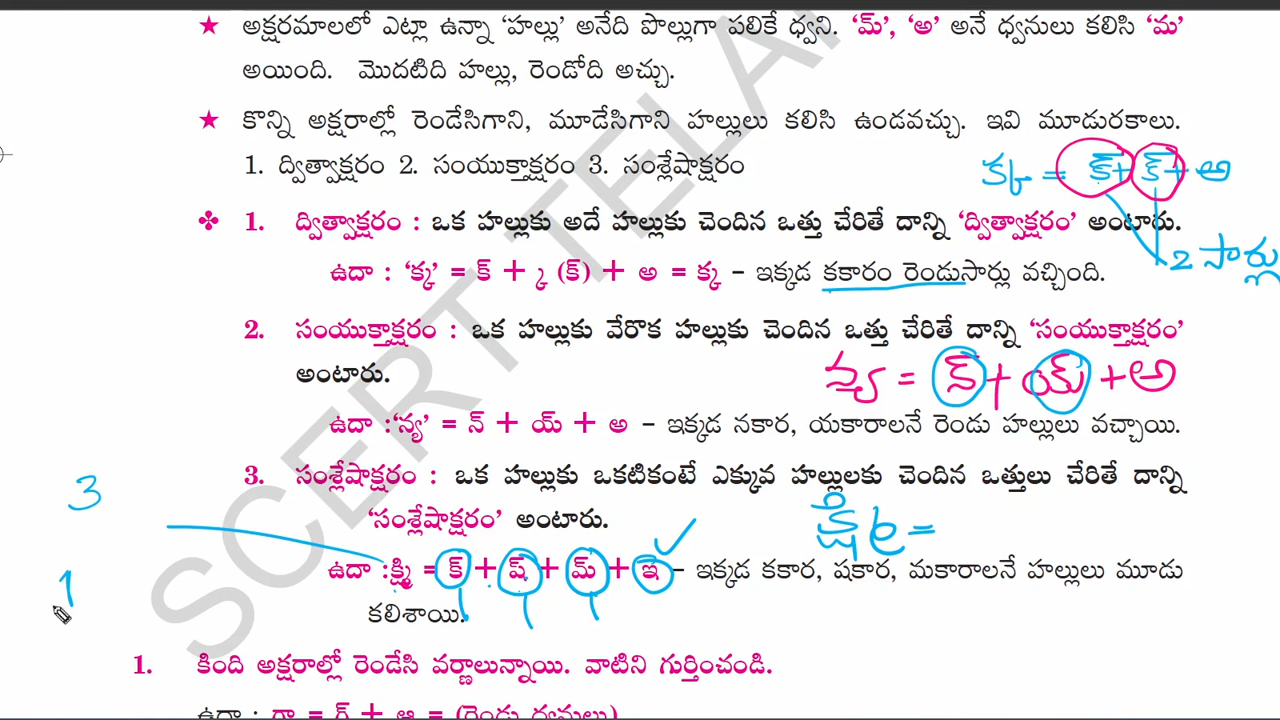 ★ అక్షరమాలలో ఎట్లా ఉన్నా ‘హల్లు’ అనేది పొల్లుగా పలికే ధ్వని. ‘మ్’, ‘అ’ అనే ధ్వనులు కలిసి ‘మ’
అయింది. మొదటిది హల్లు, రెండోది అచ్చు.
★ కొన్ని అక్షరాల్లో రెండేసిగాని, మూడేసిగాని హల్లులు కలిసి ఉండవచ్చు. ఇవి మూడురకాలు.
1. ద్విత్వాక్షరం 2. సంయుక్తాక్షరం 3. సంశ్లేషాక్షరం
క్క = క్ + క్ + అ
❖ 1. ద్విత్వాక్షరం : ఒక హల్లుకు అదే హల్లుకు చెందిన ఒత్తు చేరితే దాన్ని ‘ద్విత్వాక్షరం’ అంటారు.
2 సార్లు
ఉదా : ‘క్క’ = క్ + ్క (క్) + అ = క్క – ఇక్కడ కకారం రెండుసార్లు వచ్చింది.
2. సంయుక్తాక్షరం : ఒక హల్లుకు వేరొక హల్లుకు చెందిన ఒత్తు చేరితే దాన్ని ‘సంయుక్తాక్షరం’
అంటారు.
న్య = న్ + య్ + అ
ఉదా :‘న్య’ = న్ + య్ + అ – ఇక్కడ నకార, యకారాలనే రెండు హల్లులు వచ్చాయి.
3. సంశ్లేషాక్షరం : ఒక హల్లుకు ఒకటికంటే ఎక్కువ హల్లులకు చెందిన ఒత్తులు చేరితే దాన్ని
3
‘సంశ్లేషాక్షరం’ అంటారు.
ఉదా :క్ష్మి = క్ + ష్ + మ్ + ఇ – ఇక్కడ కకార, షకార, మకారాలనే హల్లులు మూడు
1
కలిశాయి.
1. కింది అక్షరాల్లో రెండేసి వర్ణాలున్నాయి. వాటిని గుర్తించండి.
ఉదా : గా = గ్ + ఆ = (రెండు ధ్వనులు)
SCERT TELA